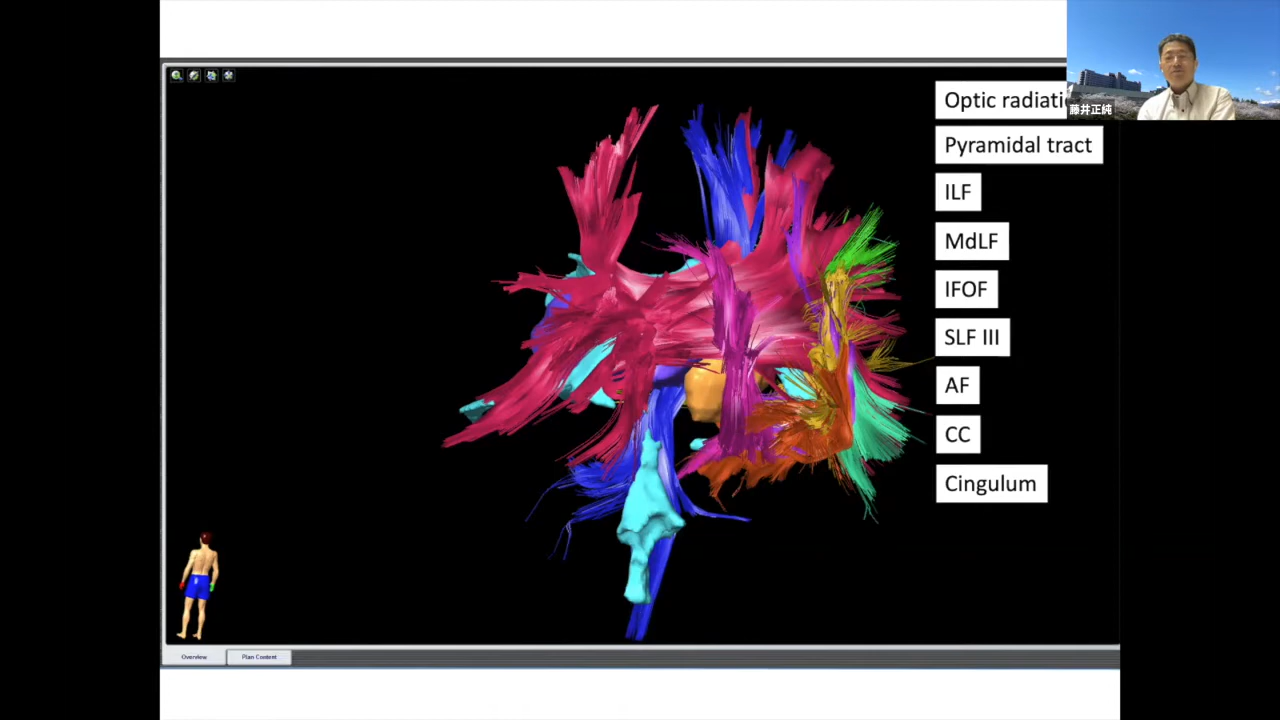 Optic radiati
藤井正純
Pyramidal tract
ILF
MdLF
IFOF
SLF III
AF
CC
Cingulum
Overview
Plan Content